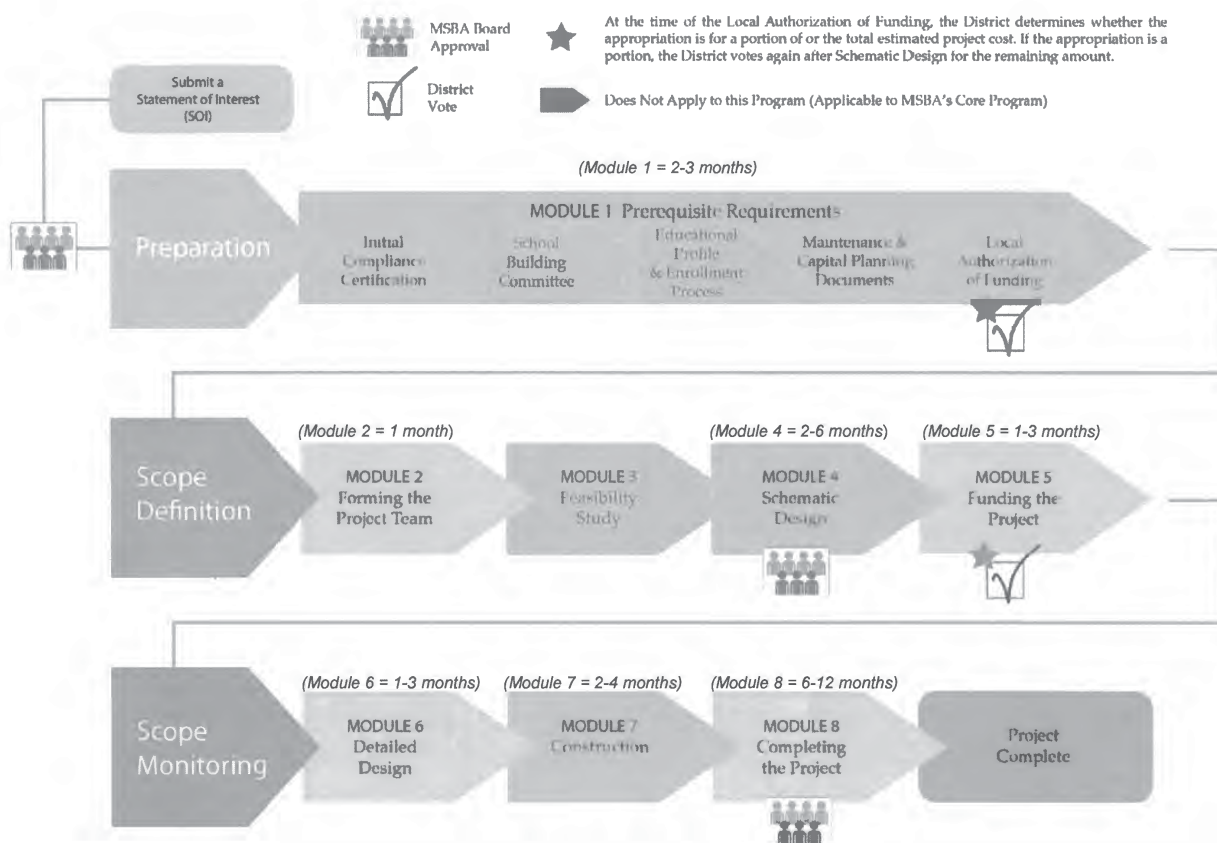 MSBA Board
Approval
At the time of the Local Authorization of Funding, the District determines whether the
appropriation is for a portion of or the total estimated project cost. If the appropriation is a
portion, the District votes again after Schematic Design for the remaining amount.
District
Vote
Does Not Apply to this Program (Applicable to MSBA's Core Program)
Submit a
Statement of Interest
(SOI)
Preparation
(Module 1 = 2-3 months)
MODULE 1 Prerequisite Requirements
Initial
Compliance
Certification
School
Building
Committee
Educational
Profile
& Enrollment
Process
Maintenance &
Capital Planning
Documents
Local
Authorization
of Funding
Scope
Definition
(Module 2 = 1 month)
MODULE 2
Forming the
Project Team
MODULE 3
Feasibility
Study
(Module 4 = 2-6 months)
MODULE 4
Schematic
Design
(Module 5 = 1-3 months)
MODULE 5
Funding the
Project
Scope
Monitoring
(Module 6 = 1-3 months)
MODULE 6
Detailed
Design
(Module 7 = 2-4 months)
MODULE 7
Construction
(Module 8 = 6-12 months)
MODULE 8
Completing
the Project
Project
Complete